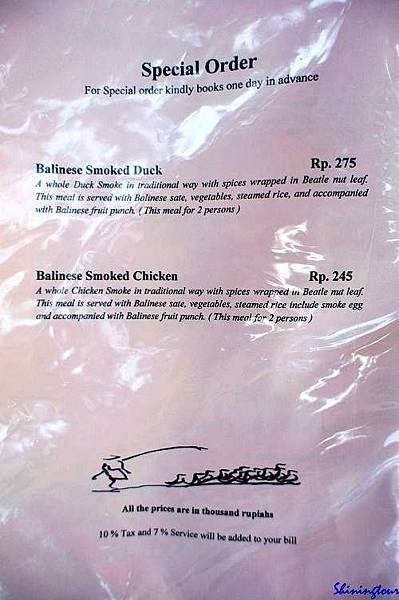 Special Order
For Special order kindly books one day in advance
Balinese Smoked Duck Rp. 275
A whole Duck Smoke in traditional way with spices wrapped in Beatle nut leaf.
This meal is served with Balinese sate, vegetables, steamed rice, and accompanied
with Balinese fruit punch. ( This meal for 2 persons )
Balinese Smoked Chicken Rp. 245
A whole Chicken Smoke in traditional way with spices wrapped in Beatle nut leaf.
This meal is served with Balinese sate, vegetables, steamed rice include smoke egg
and accompanied with Balinese fruit punch. ( This meal for 2 persons )
All the prices are in thousand rupiahs
10 % Tax and 7 % Service will be added to your bill
Shiningtour